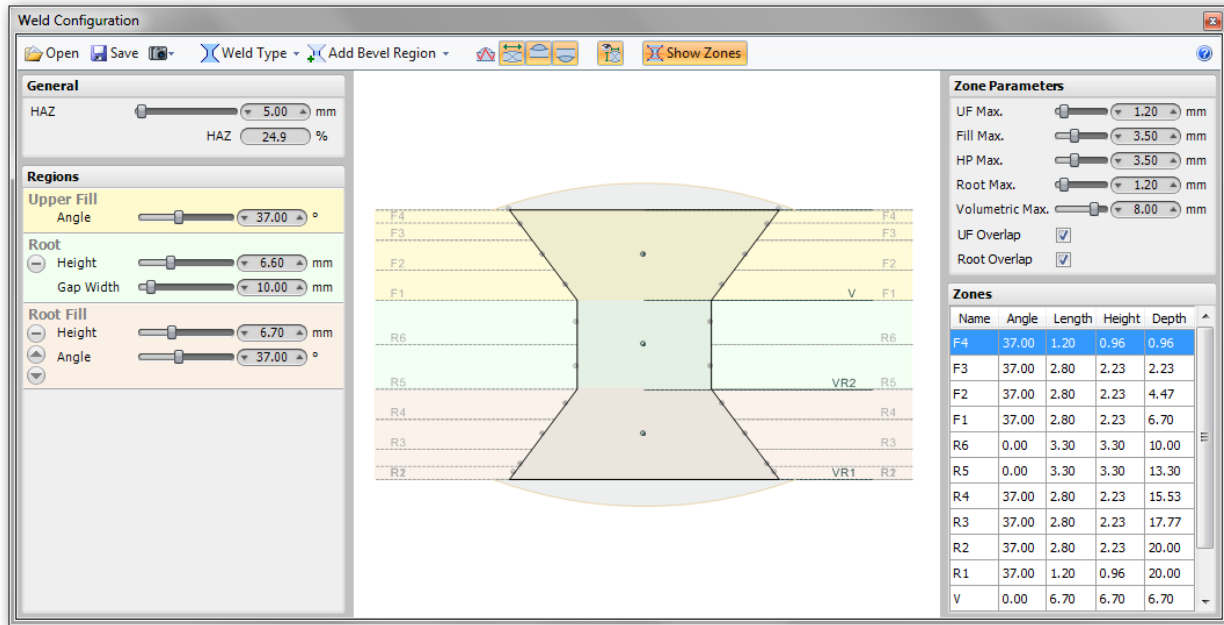 Weld Configuration
Open Save Weld Type Add Bevel Region Show Zones
General
HAZ 5.00 mm
HAZ 24.9 %
Regions
Upper Fill
Angle 37.00 °
Root
Height 6.60 mm
Gap Width 10.00 mm
Root Fill
Height 6.70 mm
Angle 37.00 °
F4 F4
F3 F3
F2 F2
F1 V F1
R6 R6
R5 VR2 R5
R4 R4
R3 R3
R2 VR1 R2
Zone Parameters
UF Max. 1.20 mm
Fill Max. 3.50 mm
HP Max. 3.50 mm
Root Max. 1.20 mm
Volumetric Max. 8.00 mm
UF Overlap
Root Overlap
Zones
Name Angle Length Height Depth
F4 37.00 1.20 0.96 0.96
F3 37.00 2.80 2.23 2.23
F2 37.00 2.80 2.23 4.47
F1 37.00 2.80 2.23 6.70
R6 0.00 3.30 3.30 10.00
R5 0.00 3.30 3.30 13.30
R4 37.00 2.80 2.23 15.53
R3 37.00 2.80 2.23 17.77
R2 37.00 2.80 2.23 20.00
R1 37.00 1.20 0.96 20.00
V 0.00 6.70 6.70 6.70